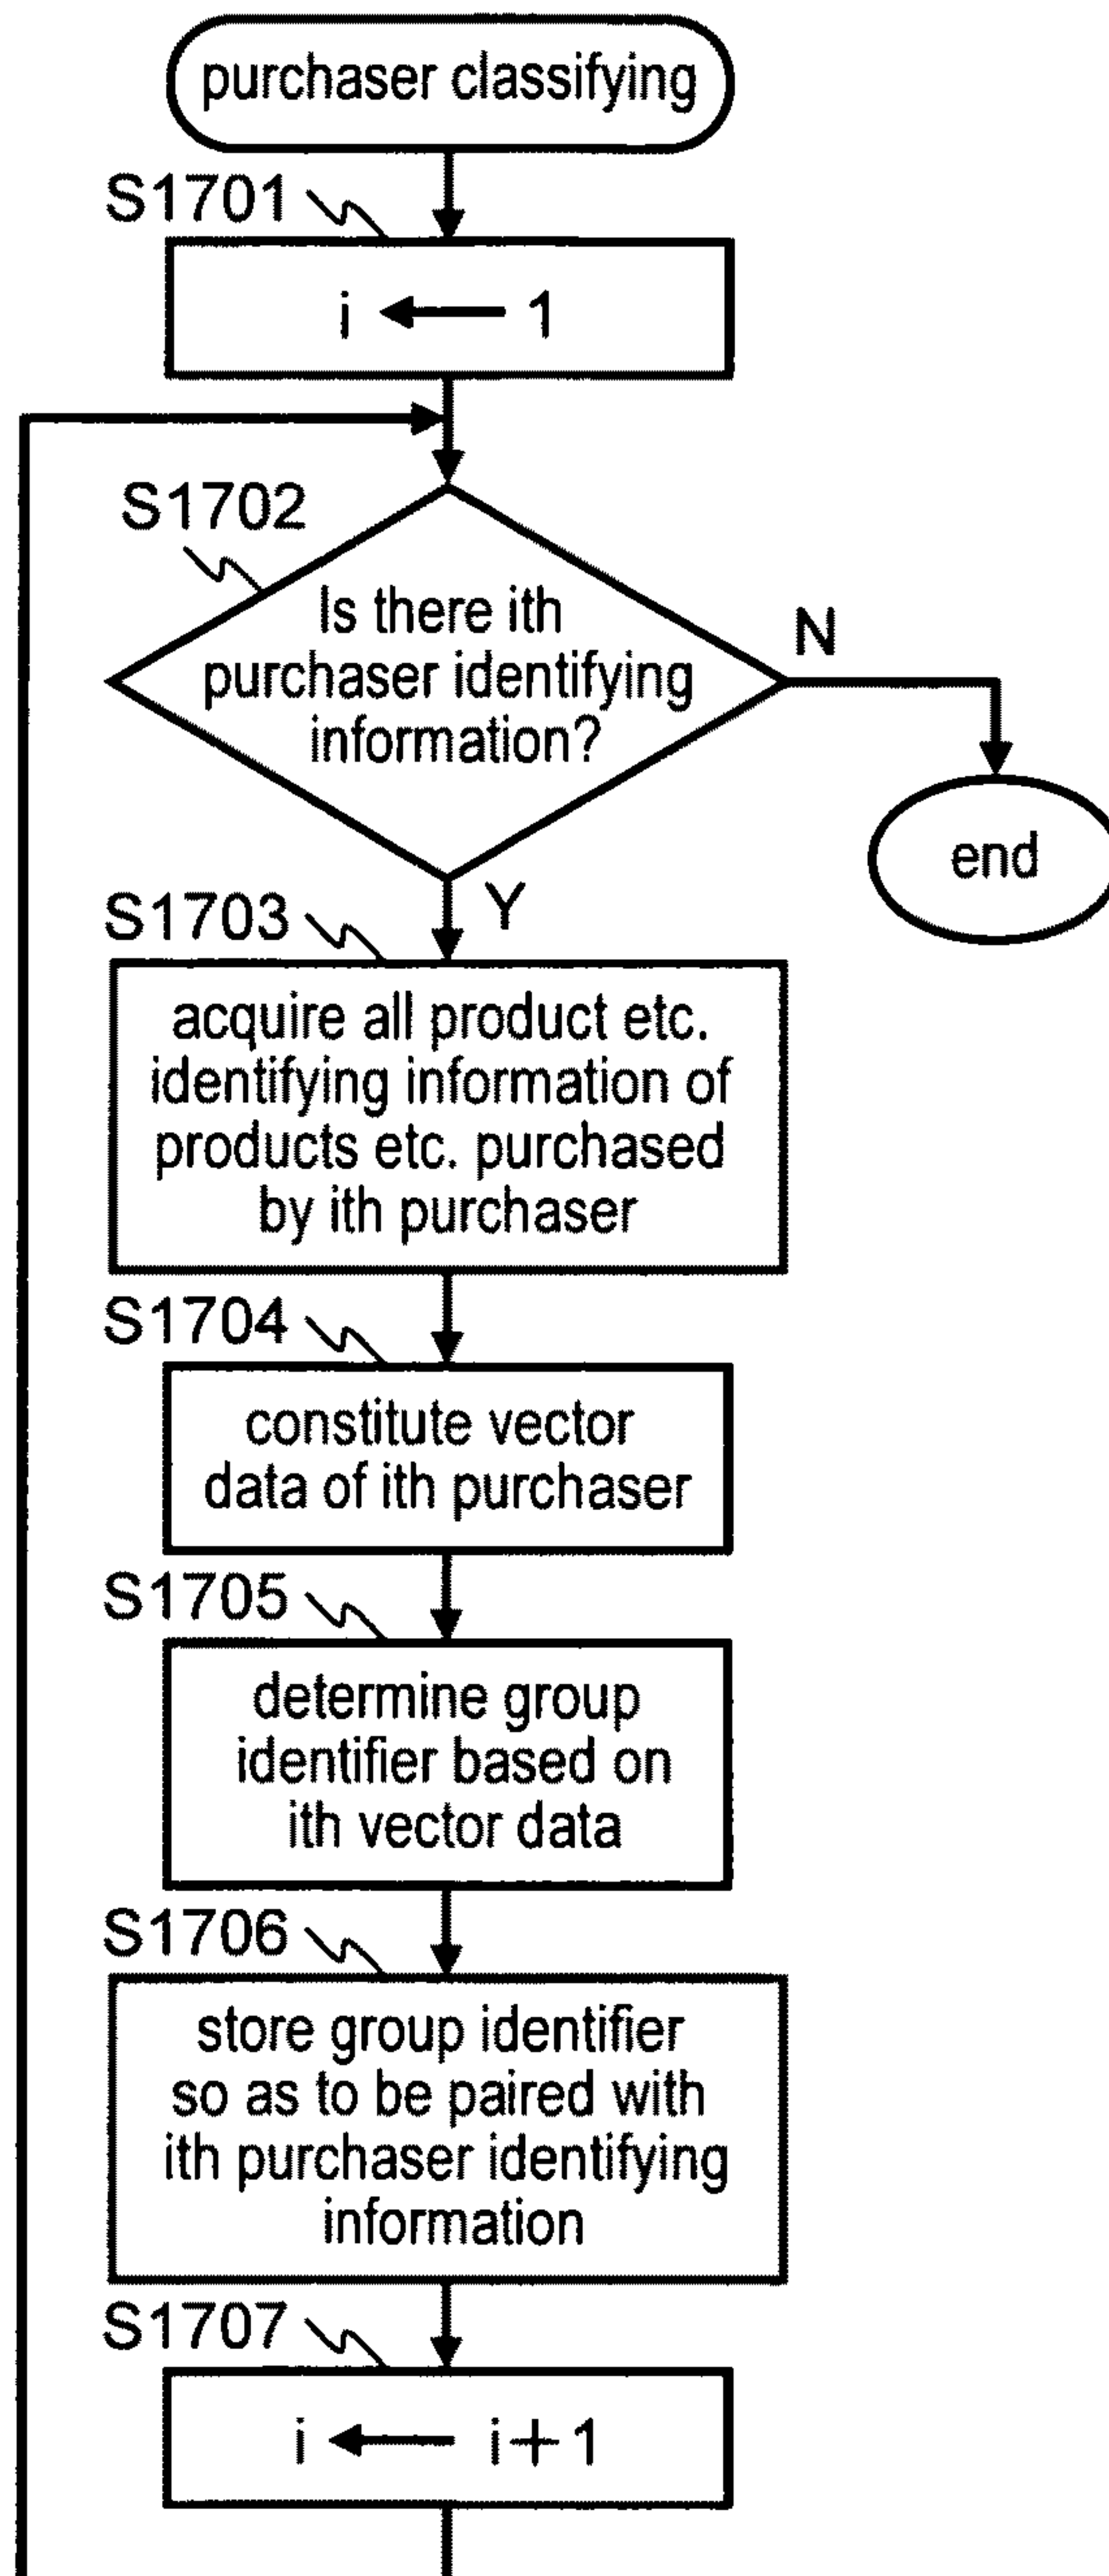 purchaser classifying
S1701
i ← 1
S1702
Is there ith
purchaser identifying
information?
N
end
Y
S1703
acquire all product etc.
identifying information of
products etc. purchased
by ith purchaser
S1704
constitute vector
data of ith purchaser
S1705
determine group
identifier based on
ith vector data
S1706
store group identifier
so as to be paired with
ith purchaser identifying
information
S1707
i ← i+1